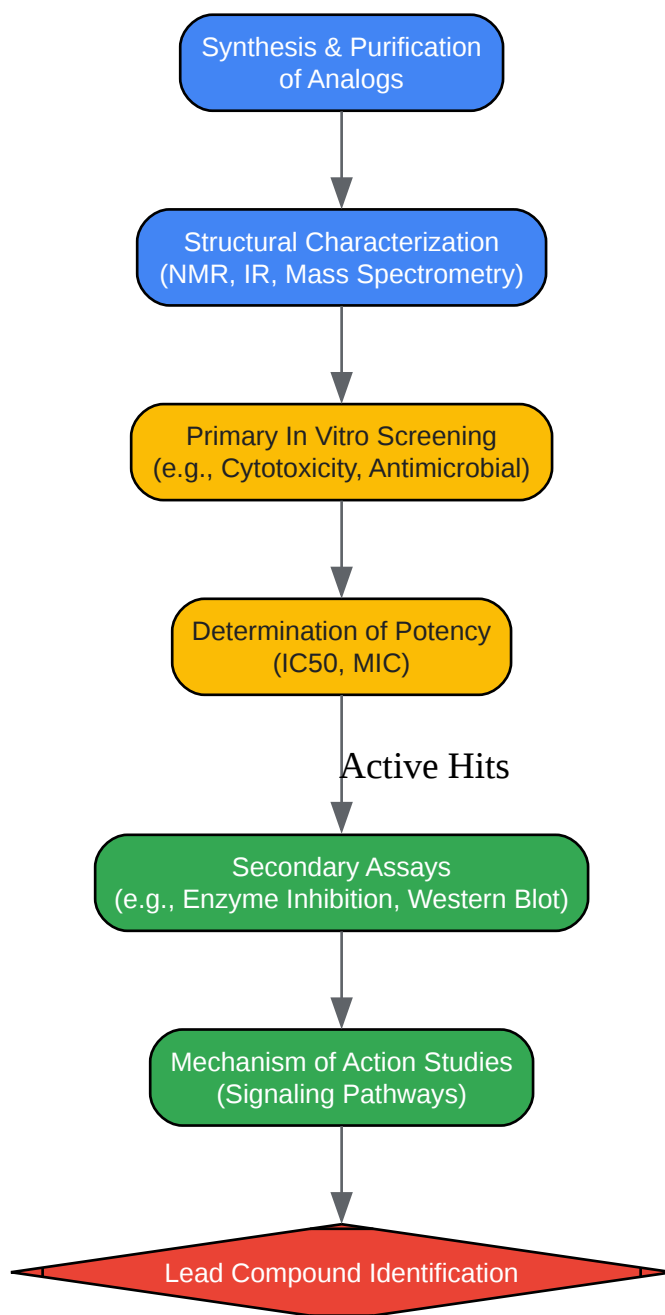 Synthesis & Purification
of Analogs
Structural Characterization
(NMR, IR, Mass Spectrometry)
Primary In Vitro Screening
(e.g., Cytotoxicity, Antimicrobial)
Determination of Potency
(IC50, MIC)
Active Hits
Secondary Assays
(e.g., Enzyme Inhibition, Western Blot)
Mechanism of Action Studies
(Signaling Pathways)
Lead Compound Identification